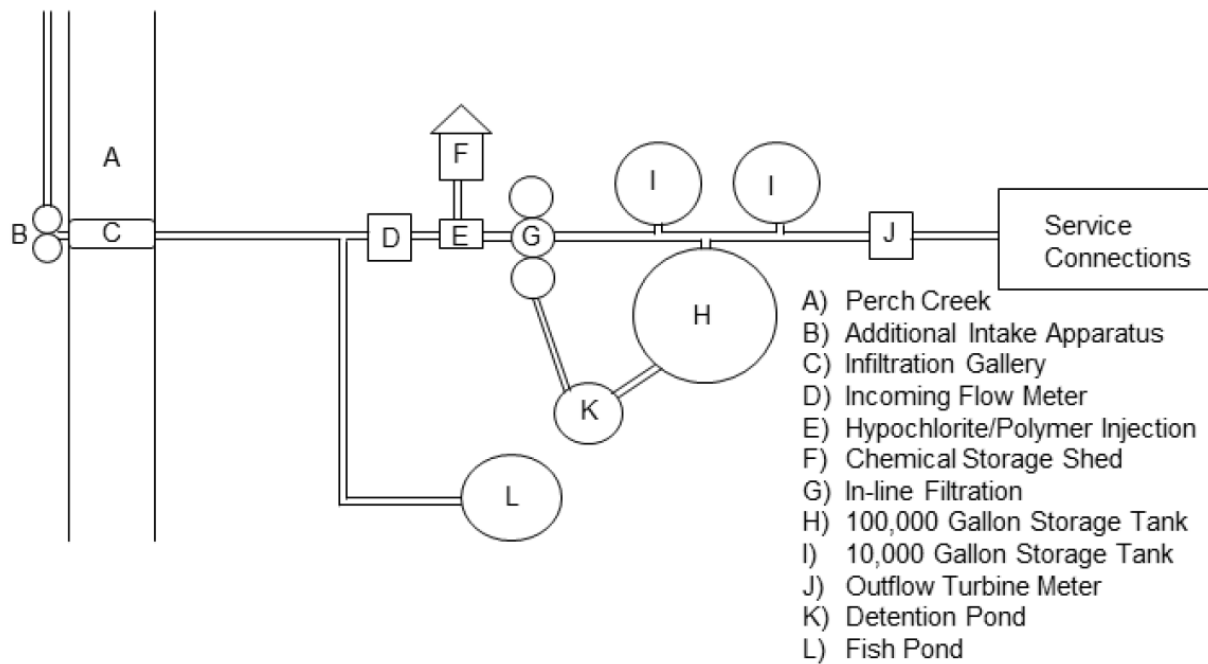 A
B
C
D
E
F
G
I
I
H
J
K
L
Service
Connections
A) Perch Creek
B) Additional Intake Apparatus
C) Infiltration Gallery
D) Incoming Flow Meter
E) Hypochlorite/Polymer Injection
F) Chemical Storage Shed
G) In-line Filtration
H) 100,000 Gallon Storage Tank
I) 10,000 Gallon Storage Tank
J) Outflow Turbine Meter
K) Detention Pond
L) Fish Pond